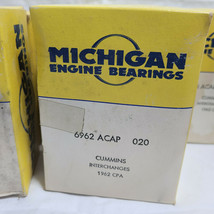 MICHIGAN
ENGINE BEARINGS
6962 ACAP 020
CUMMINS
INTERCHANGES
1962 CPA